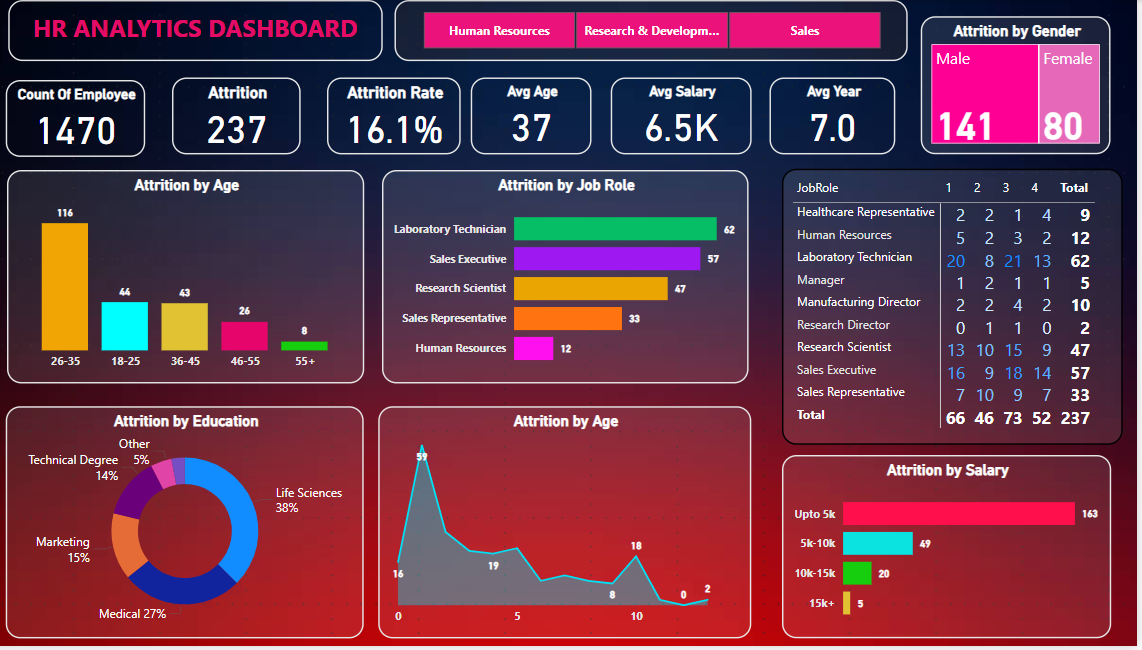 HR ANALYTICS DASHBOARD
Human Resources
Research & Developm...
Sales
Attrition by Gender
Male
Female
141
80
Count Of Employee
1470
Attrition
237
Attrition Rate
16.1%
Avg Age
37
Avg Salary
6.5K
Avg Year
7.0
Attrition by Age
116
44
43
26
8
26-35
18-25
36-45
46-55
55+
Attrition by Job Role
Laboratory Technician 62
Sales Executive 57
Research Scientist 47
Sales Representative 33
Human Resources 12
JobRole 1 2 3 4 Total
Healthcare Representative 2 2 1 4 9
Human Resources 5 2 3 2 12
Laboratory Technician 20 8 21 13 62
Manager 1 2 1 1 5
Manufacturing Director 2 2 4 2 10
Research Director 0 1 1 0 2
Research Scientist 13 10 15 9 47
Sales Executive 16 9 18 14 57
Sales Representative 7 10 9 7 33
Total 66 46 73 52 237
Attrition by Education
Other
5%
Technical Degree
14%
Life Sciences
38%
Marketing
15%
Medical 27%
Attrition by Age
59
16
19
8
18
0
2
0
5
10
Attrition by Salary
Upto 5k 163
5k-10k 49
10k-15k 20
15k+ 5